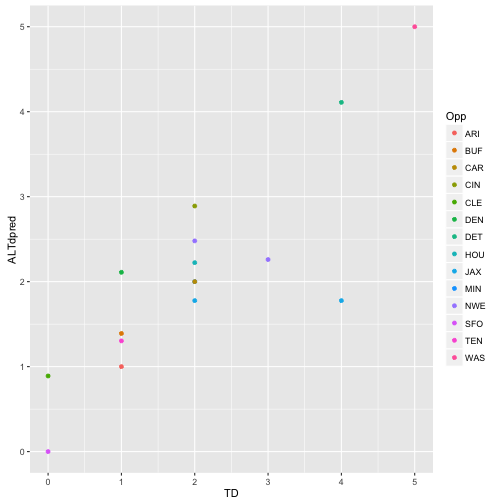 5
4
3
2
1
0
ALTdpred
0 1 2 3 4 5
TD
Opp
ARI
BUF
CAR
CIN
CLE
DEN
DET
HOU
JAX
MIN
NWE
SFO
TEN
WAS